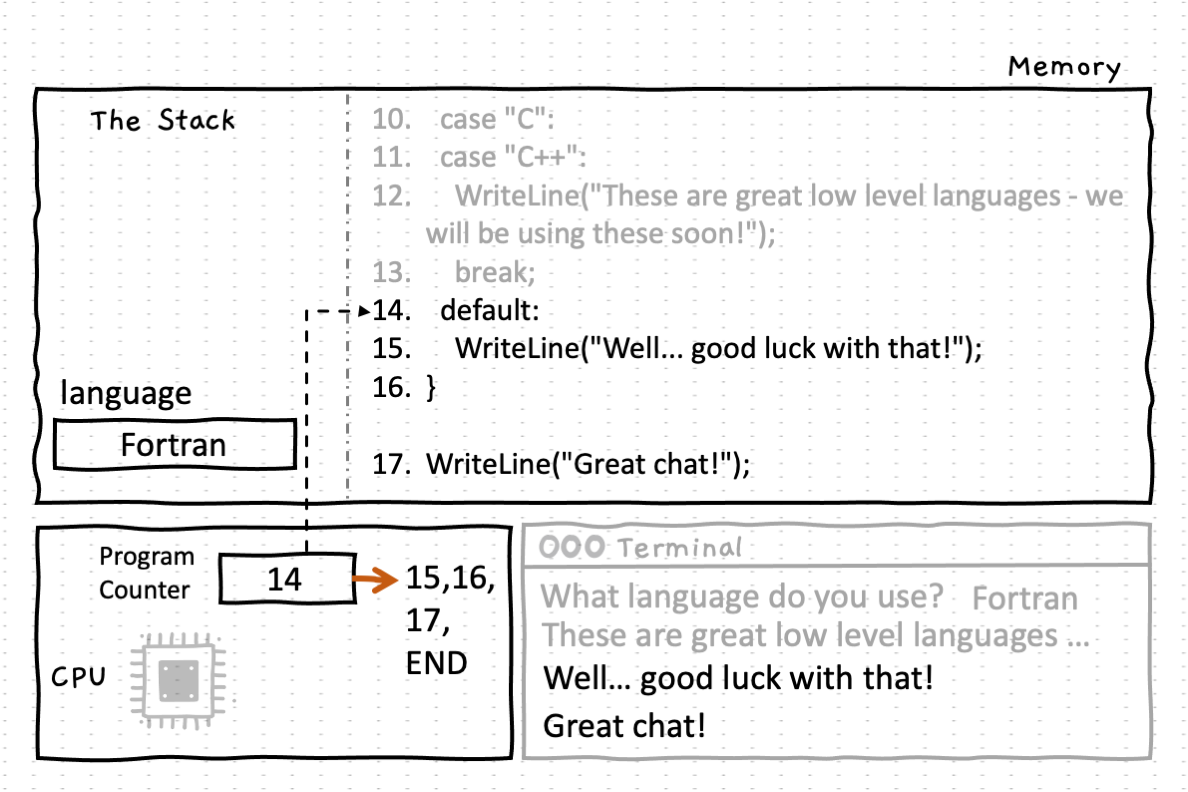 Memory
The Stack
10. case "C":
11. case "C++":
12. WriteLine("These are great low level languages - we
will be using these soon!");
13. break;
14. default:
15. WriteLine("Well... good luck with that!");
16. }
17. WriteLine("Great chat!");
language
Fortran
Program
Counter
14
15,16,
17,
END
CPU
Terminal
What language do you use? Fortran
These are great low level languages ...
Well... good luck with that!
Great chat!